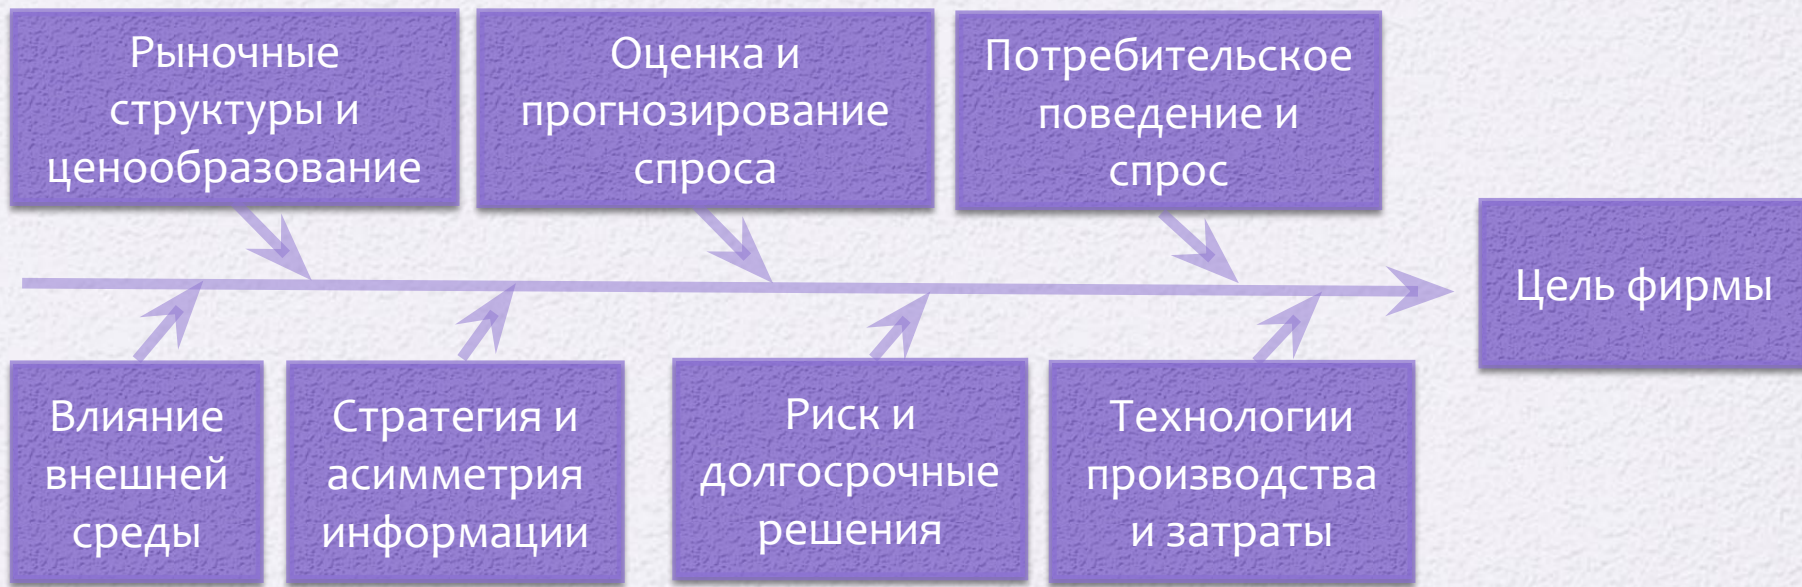 Рыночные
структуры и
ценообразование
Оценка и
прогнозирование
спроса
Потребительское
поведение и
спрос
Цель фирмы
Влияние
внешней
среды
Стратегия и
асимметрия
информации
Риск и
долгосрочные
решения
Технологии
производства
и затраты